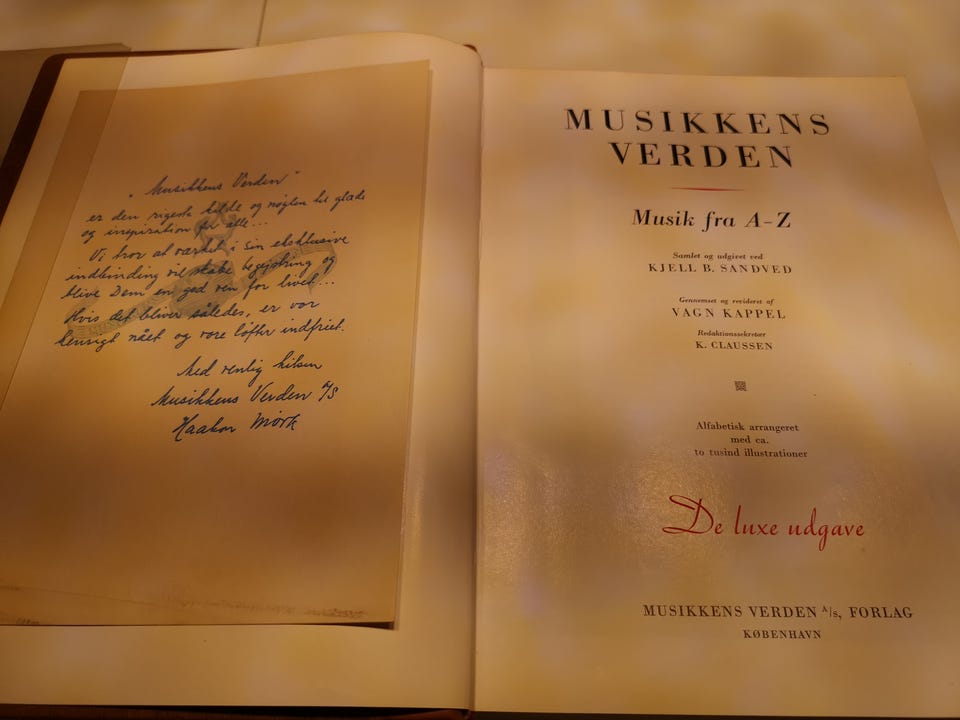 "Musikkens Verden"
er den rigeste kilde og nøglen til glæde
og inspiration for alle...
Vi tror at værket i sin eksklusive
indbinding vil skabe begejstring og
blive Dem en god ven for livet...
Hvis det bliver således, er vor
hensigt nået og vore løfter indfriet.
Med venlig hilsen
Musikkens Verden A/S
Haakon Mörk
MUSIKKENS
VERDEN
Musik fra A-Z
Samlet og udgivet ved
KJELL B. SANDVED
Gennemset og revideret af
VAGN KAPPEL
Redaktionssekretær
K. CLAUSSEN
Alfabetisk arrangeret
med ca.
to tusind illustrationer
De luxe udgave
MUSIKKENS VERDEN A/S, FORLAG
KØBENHAVN